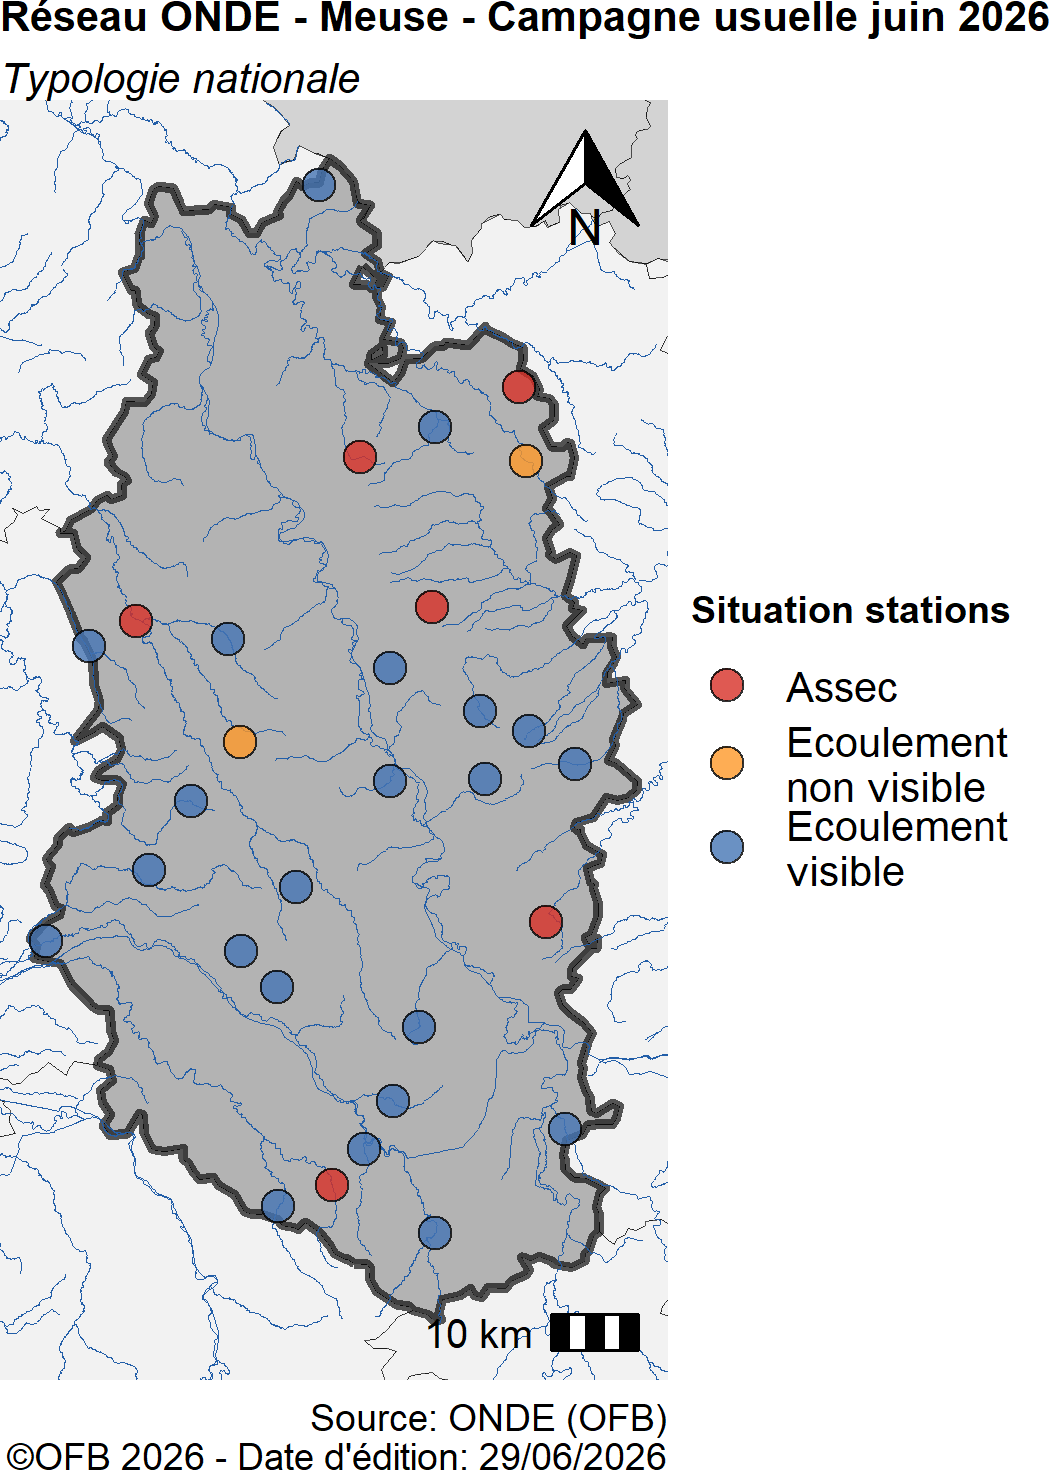 Réseau ONDE - Meuse - Campagne usuelle juin 2026
Typologie nationale
N
Situation stations
Assec
Ecoulement
non visible
Ecoulement
visible
10 km
Source: ONDE (OFB)
©OFB 2026 - Date d'édition: 29/06/2026